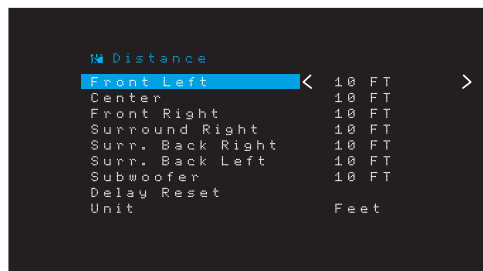 Distance
Front Left < 10 FT >
Center 10 FT
Front Right 10 FT
Surround Right 10 FT
Surr. Back Right 10 FT
Surr. Back Left 10 FT
Subwoofer 10 FT
Delay Reset
Unit Feet